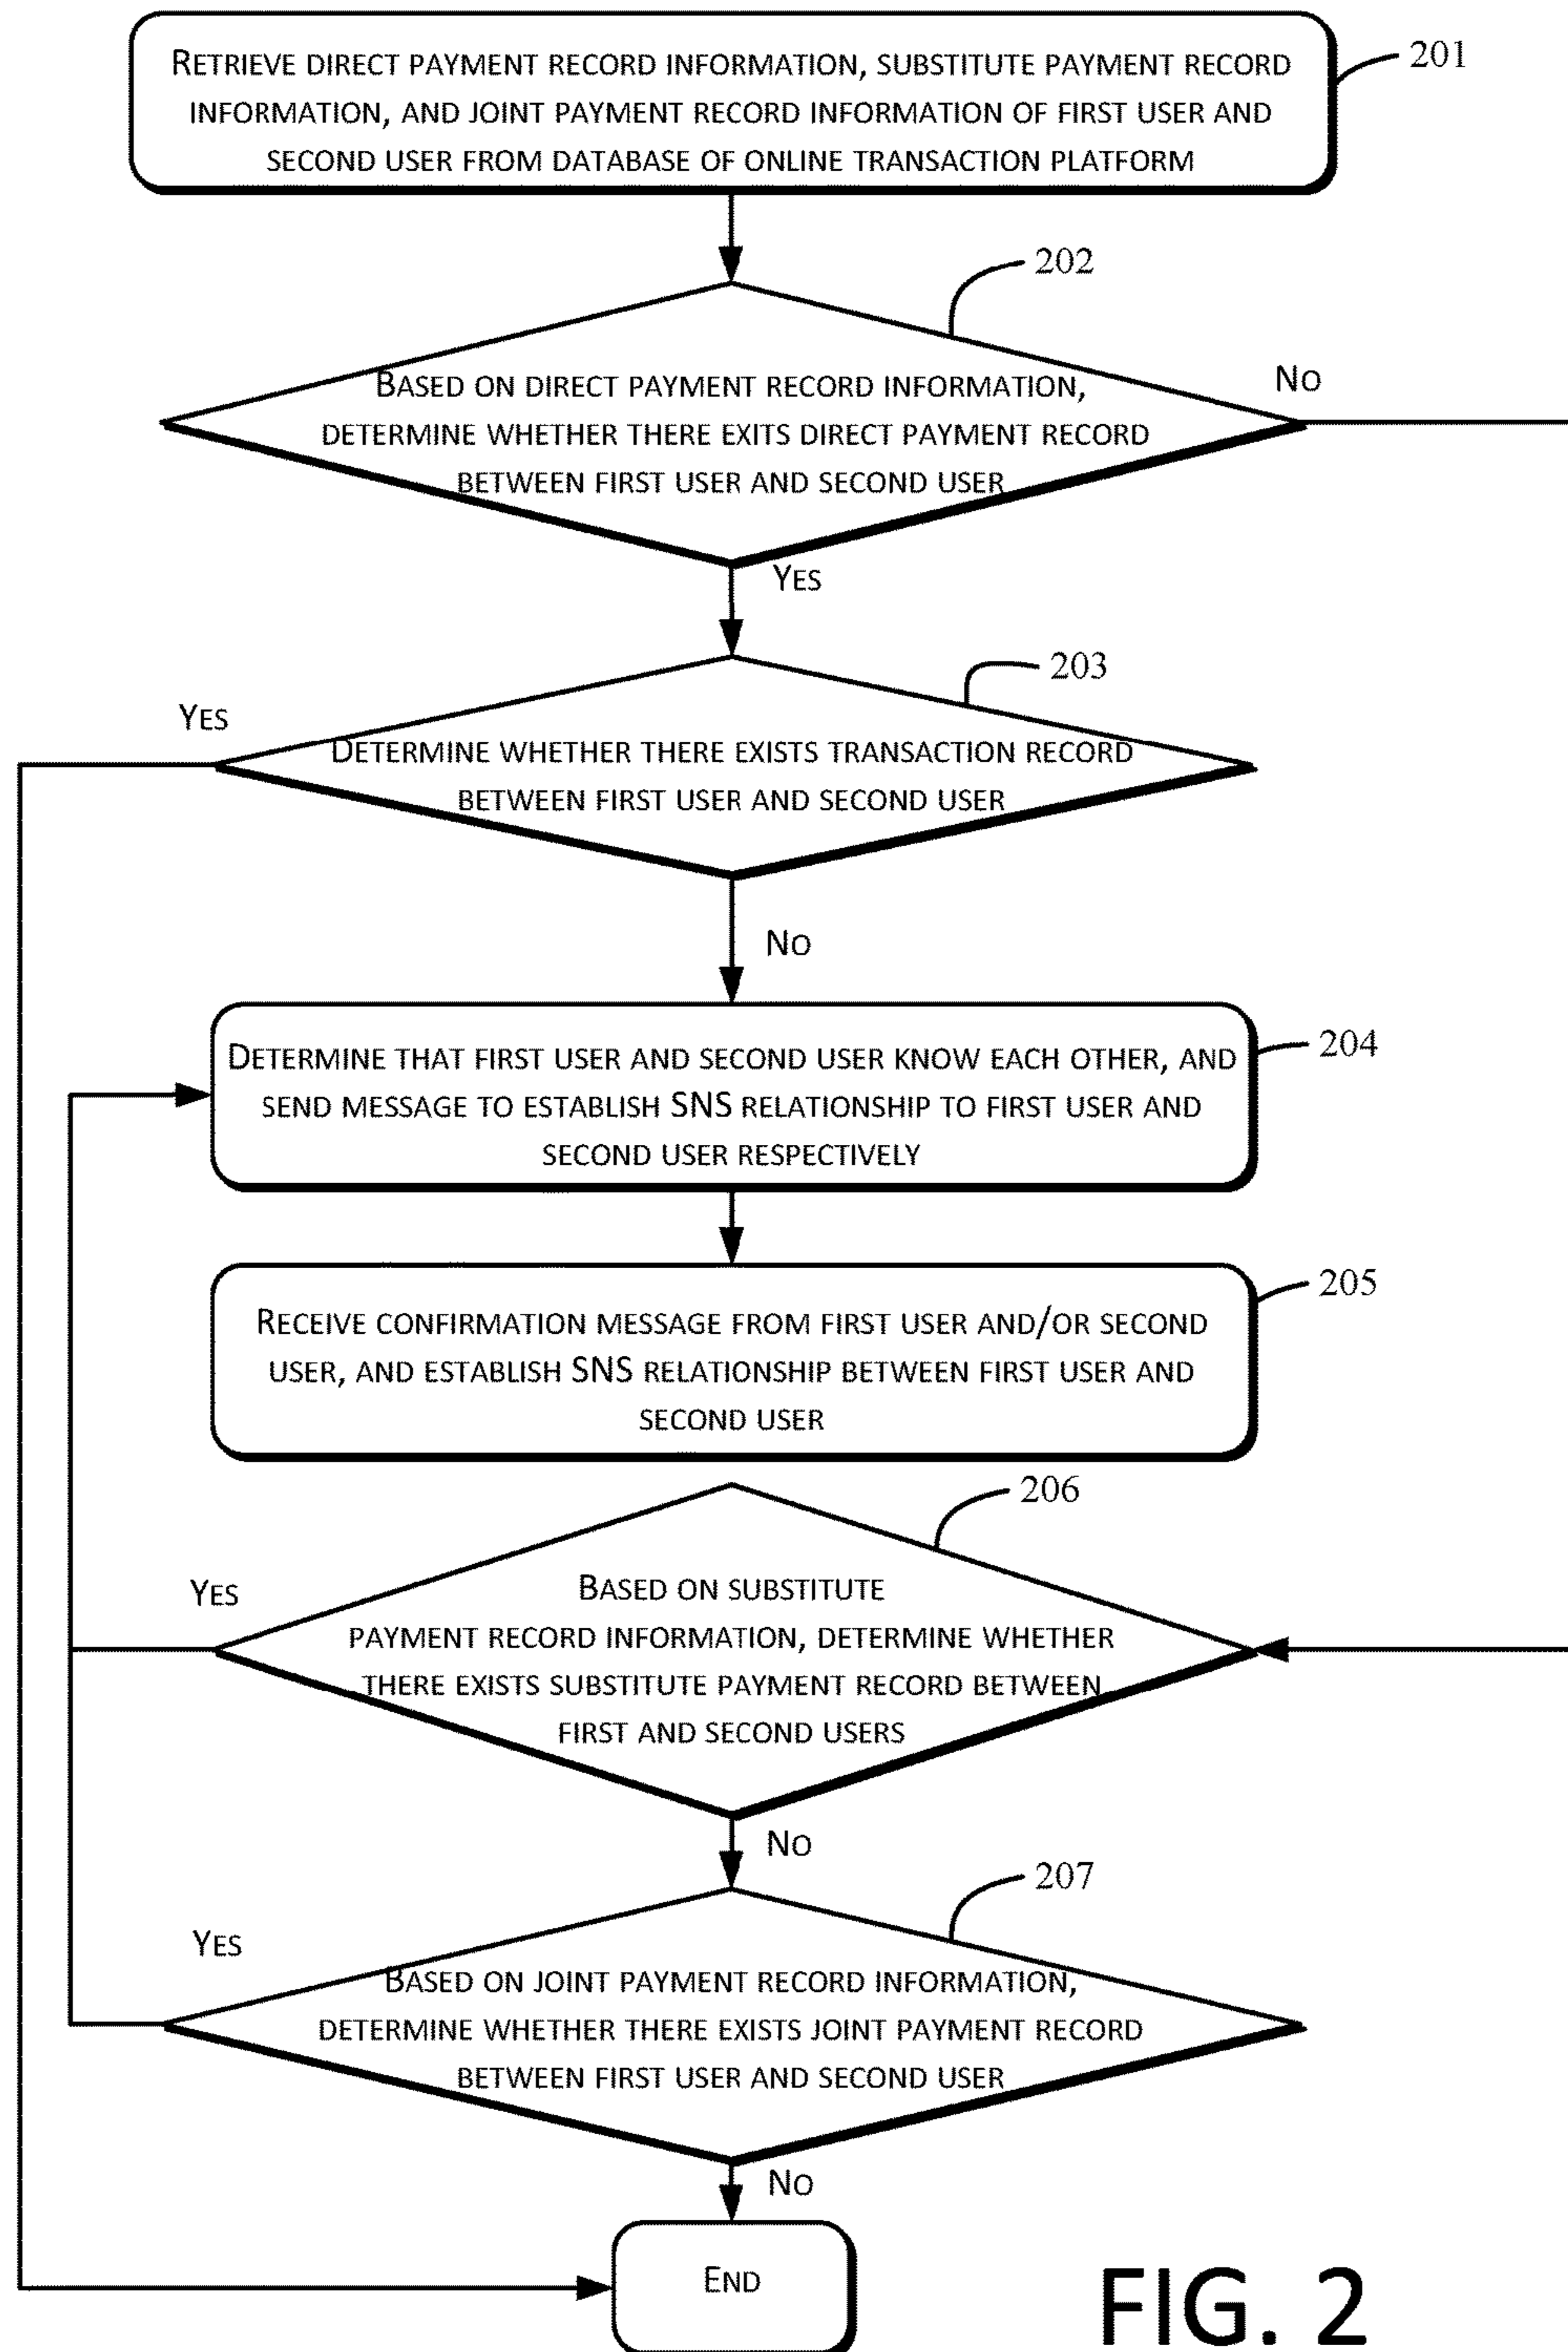 Retrieve direct payment record information, substitute payment record
information, and joint payment record information of first user and
second user from database of online transaction platform
201
202
Based on direct payment record information,
determine whether there exits direct payment record
between first user and second user
No
Yes
203
Yes
Determine whether there exists transaction record
between first user and second user
No
204
Determine that first user and second user know each other, and
send message to establish SNS relationship to first user and
second user respectively
205
Receive confirmation message from first user and/or second
user, and establish SNS relationship between first user and
second user
206
Yes
Based on substitute
payment record information, determine whether
there exists substitute payment record between
first and second users
No
207
Yes
Based on joint payment record information,
determine whether there exists joint payment record
between first user and second user
No
End
FIG. 2